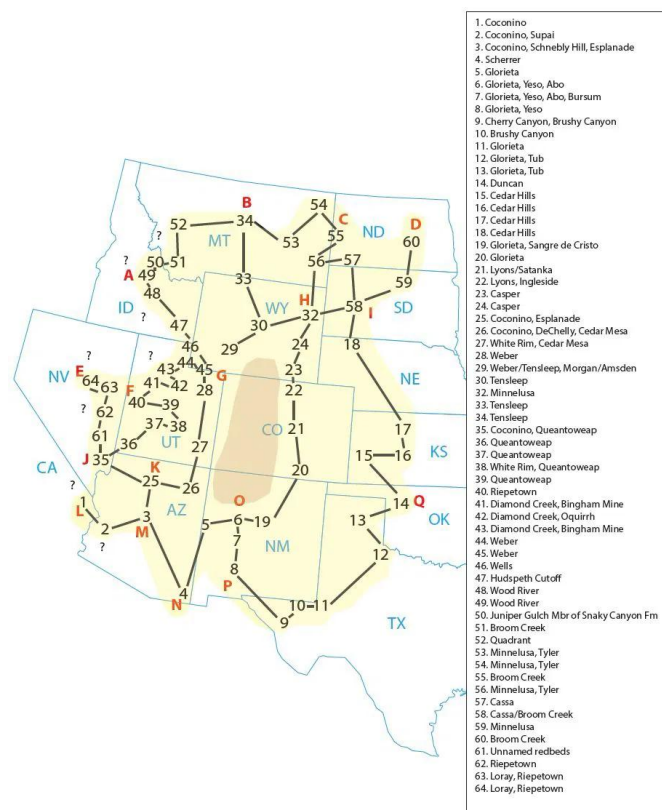 1. Coconino
2. Coconino, Supai
3. Coconino, Schnebly Hill, Esplanade
4. Scherrer
5. Glorieta
6. Glorieta, Yeso, Abo
7. Glorieta, Yeso, Abo, Bursum
8. Glorieta, Yeso
9. Cherry Canyon, Brushy Canyon
10. Brushy Canyon
11. Glorieta
12. Glorieta, Tub
13. Glorieta, Tub
14. Duncan
15. Cedar Hills
16. Cedar Hills
17. Cedar Hills
18. Cedar Hills
19. Glorieta, Sangre de Cristo
20. Glorieta
21. Lyons/Satanka
22. Lyons, Ingleside
23. Casper
24. Casper
25. Coconino, Esplanade
26. Coconino, DeChelly, Cedar Mesa
27. White Rim, Cedar Mesa
28. Weber
29. Weber/Tensleep, Morgan/Amsden
30. Tensleep
32. Minnelusa
33. Tensleep
34. Tensleep
35. Coconino, Queantoweap
36. Queantoweap
37. Queantoweap
38. White Rim, Queantoweap
39. Queantoweap
40. Riepetown
41. Diamond Creek, Bingham Mine
42. Diamond Creek, Oquirrh
43. Diamond Creek, Bingham Mine
44. Weber
45. Weber
46. Wells
47. Hudspeth Cutoff
48. Wood River
49. Wood River
50. Juniper Gulch Mbr of Snaky Canyon Fm
51. Broom Creek
52. Quadrant
53. Minnelusa, Tyler
54. Minnelusa, Tyler
55. Broom Creek
56. Minnelusa, Tyler
57. Cassa
58. Cassa/Broom Creek
59. Minnelusa
60. Broom Creek
61. Unnamed redbeds
62. Riepetown
63. Loray, Riepetown
64. Loray, Riepetown
B
54
C
52
34
D
55
ND
?
MT
53
60
?
50
51
56
57
A
49
33
59
48
H
ID
WY
32
58
SD
?
47
30
I
46
24
18
29
?
?
44
43
45
23
E
G
NV
64
63
F
41
42
28
22
NE
?
62
40
39
CO
21
17
61
37
38
UT
36
27
KS
J
35
K
20
15
16
CA
?
25
26
O
14
Q
1
AZ
L
3
5
6
19
13
OK
2
M
7
NM
?
12
8
P
4
10
11
N
9
TX